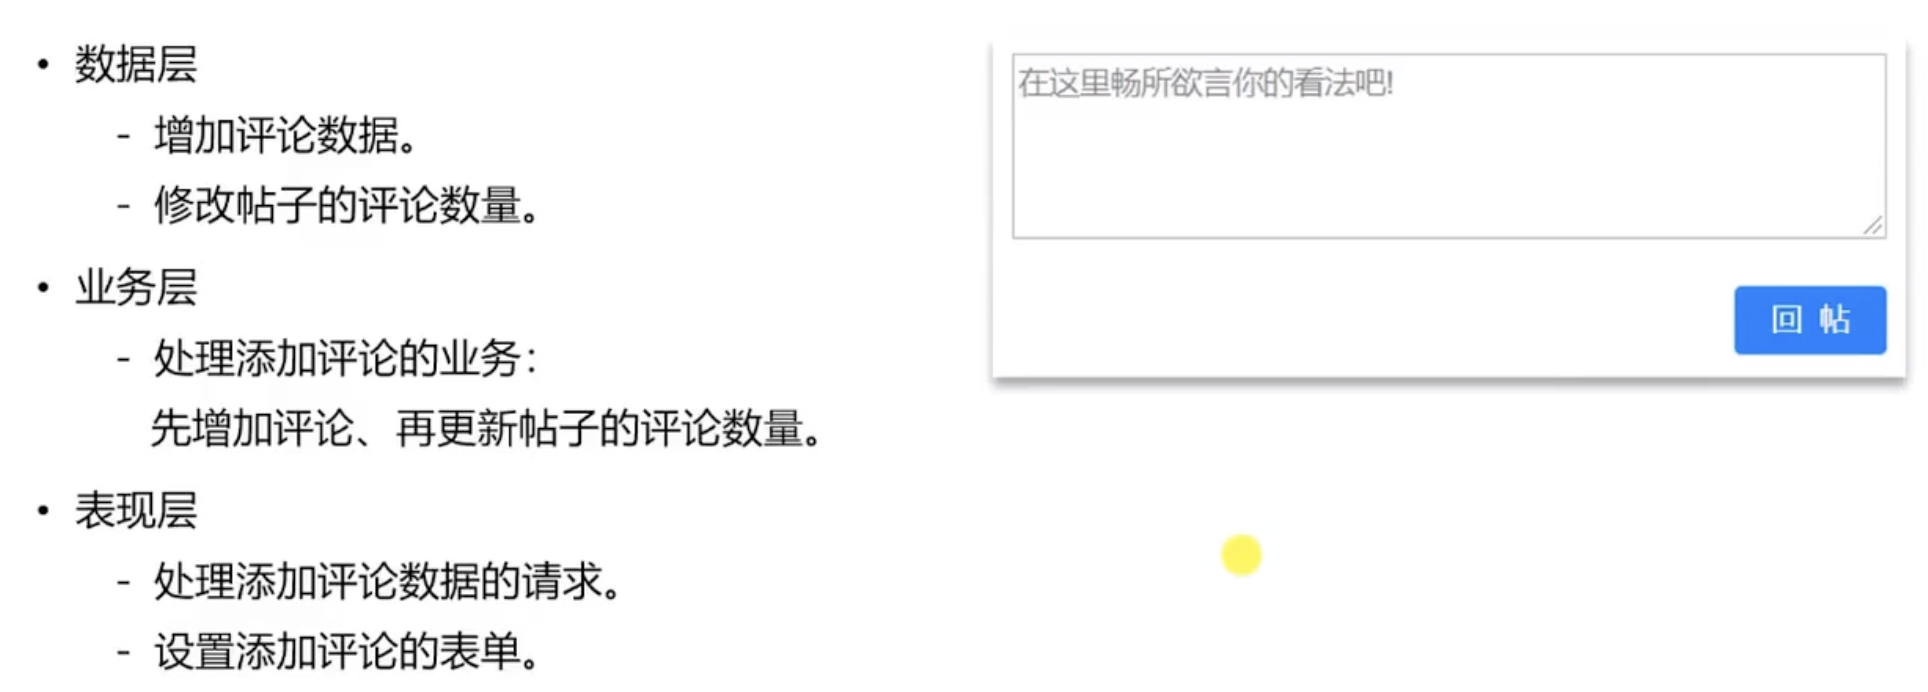 • 数据层
- 增加评论数据。
- 修改帖子的评论数量。
• 业务层
- 处理添加评论的业务：
先增加评论、再更新帖子的评论数量。
• 表现层
- 处理添加评论数据的请求。
- 设置添加评论的表单。
在这里畅所欲言你的看法吧!
回 帖